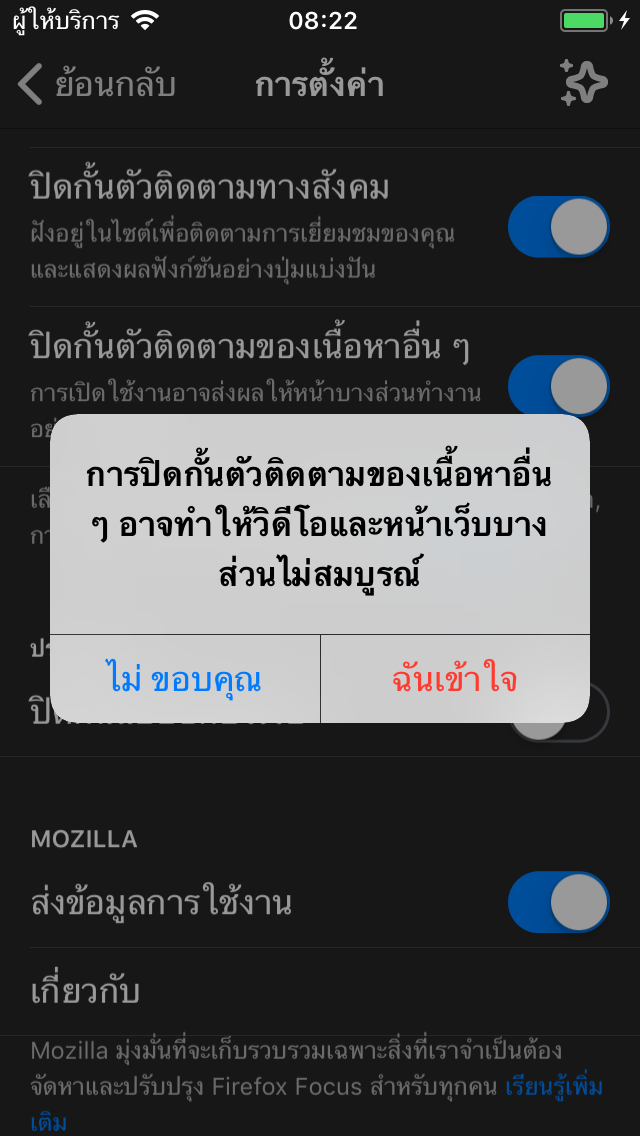 ผู้ให้บริการ 08:22
ย้อนกลับ การตั้งค่า
ปิดกั้นตัวติดตามทางสังคม
ฝังอยู่ในไซต์เพื่อติดตามการเยี่ยมชมของคุณ
และแสดงผลฟังก์ชันอย่างปุ่มแบ่งปัน
ปิดกั้นตัวติดตามของเนื้อหาอื่น ๆ
การเปิดใช้งานอาจส่งผลให้หน้าบางส่วนทำงาน
การปิดกั้นตัวติดตามของเนื้อหาอื่น
ๆ อาจทำให้วิดีโอและหน้าเว็บบาง
ส่วนไม่สมบูรณ์
ไม่ ขอบคุณ ฉันเข้าใจ
MOZILLA
ส่งข้อมูลการใช้งาน
เกี่ยวกับ
Mozilla มุ่งมั่นที่จะเก็บรวบรวมเฉพาะสิ่งที่เราจำเป็นต้อง
จัดหาและปรับปรุง Firefox Focus สำหรับทุกคน เรียนรู้เพิ่ม
เติม